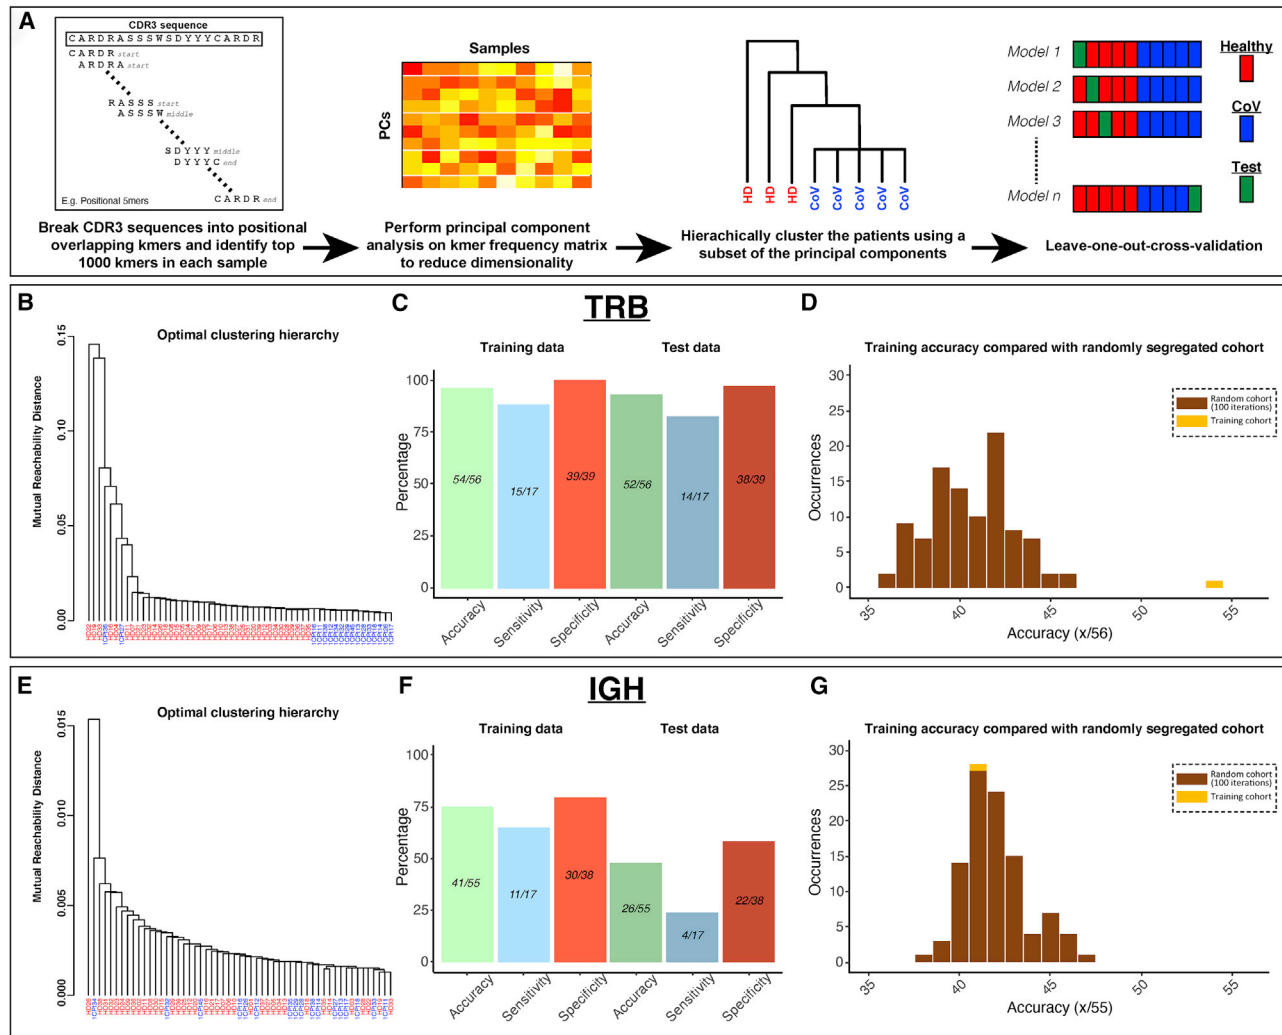 A
CDR3 sequence
CARDRASSSWSDYYYCARDR
CARDR start
ARDRA start
RASSS start
ASSSW middle
SDYYY middle
DYYYC end
CARDR end
E.g. Positional 5mers
Break CDR3 sequences into positional
overlapping kmers and identify top
1000 kmers in each sample
Samples
PCs
Perform principal component
analysis on kmer frequency matrix
to reduce dimensionality
HD HD HD CoV CoV CoV CoV CoV
Hierachically cluster the patients using a
subset of the principal components
Model 1
Model 2
Model 3
Model n
Healthy
CoV
Test
Leave-one-out-cross-validation
B
Optimal clustering hierarchy
Mutual Reachability Distance
0.15
0.10
0.05
0.00
C
TRB
Training data
Test data
Percentage
100
75
50
25
0
54/56
15/17
39/39
52/56
14/17
38/39
Accuracy
Sensitivity
Specificity
Accuracy
Sensitivity
Specificity
D
Training accuracy compared with randomly segregated cohort
Occurrences
30
25
20
15
10
5
0
35 40 45 50 55
Accuracy (x/56)
Random cohort
(100 iterations)
Training cohort
E
Optimal clustering hierarchy
Mutual Reachability Distance
0.015
0.010
0.005
0.000
F
IGH
Training data
Test data
Percentage
100
75
50
25
0
41/55
11/17
30/38
26/55
4/17
22/38
Accuracy
Sensitivity
Specificity
Accuracy
Sensitivity
Specificity
G
Training accuracy compared with randomly segregated cohort
Occurrences
30
25
20
15
10
5
0
35 40 45 50 55
Accuracy (x/55)
Random cohort
(100 iterations)
Training cohort